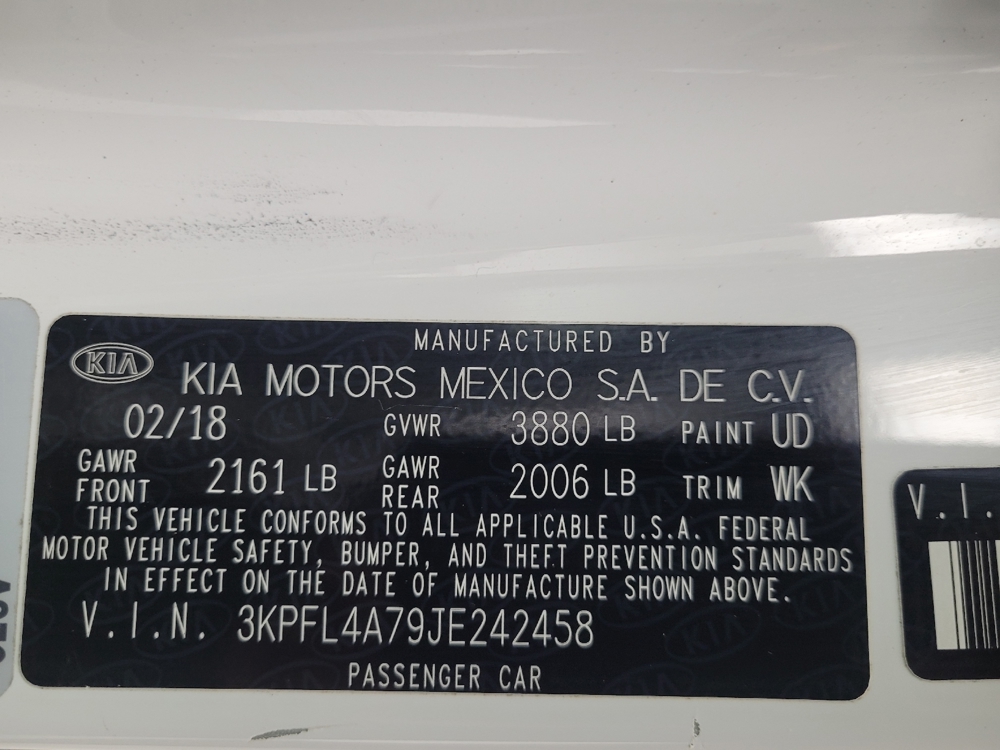 MANUFACTURED BY
KIA
KIA MOTORS MEXICO S.A. DE C.V.
02/18 GVWR 3880 LB PAINT UD
GAWR FRONT 2161 LB GAWR REAR 2006 LB TRIM WK
THIS VEHICLE CONFORMS TO ALL APPLICABLE U.S.A. FEDERAL
MOTOR VEHICLE SAFETY, BUMPER, AND THEFT PREVENTION STANDARDS
IN EFFECT ON THE DATE OF MANUFACTURE SHOWN ABOVE.
V.I.N. 3KPFL4A79JE242458
PASSENGER CAR
V.I.